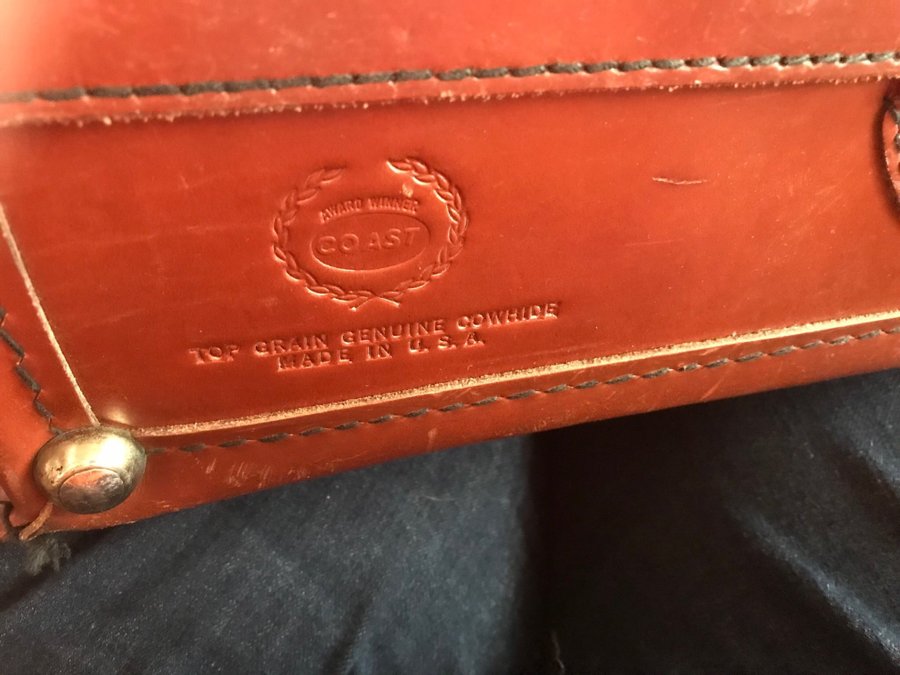 AWARD WINNER
COAST
TOP GRAIN GENUINE COWHIDE
MADE IN U.S.A.